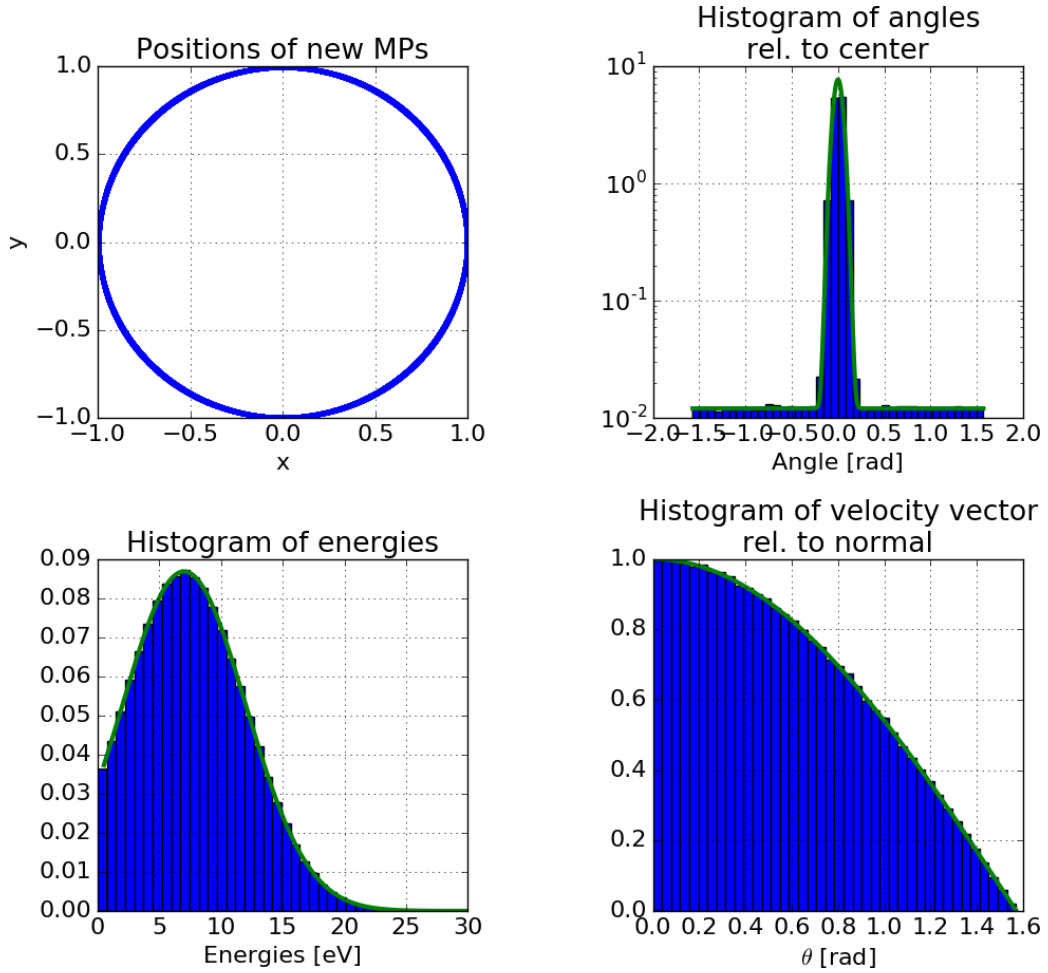 Positions of new MPs
1.0
0.5
0.0
−0.5
−1.0
y
−1.0 −0.5 0.0 0.5 1.0
x
Histogram of angles
rel. to center
10^1
10^0
10^-1
10^-2
−2.0 −1.5 −1.0 −0.5 0.0 0.5 1.0 1.5 2.0
Angle [rad]
Histogram of energies
0.09
0.08
0.07
0.06
0.05
0.04
0.03
0.02
0.01
0.00
0 5 10 15 20 25 30
Energies [eV]
Histogram of velocity vector
rel. to normal
1.0
0.8
0.6
0.4
0.2
0.0
0.0 0.2 0.4 0.6 0.8 1.0 1.2 1.4 1.6
θ [rad]